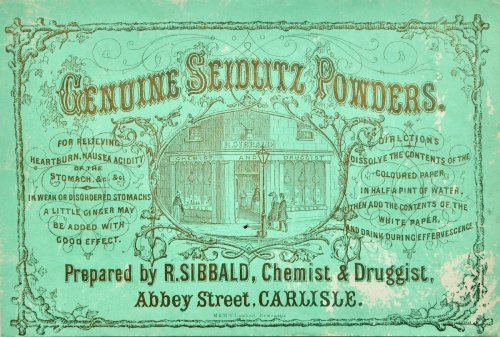 GENUINE SEIDLITZ POWDERS.
FOR RELIEVING
HEARTBURN, NAUSEA ACIDITY
OF THE
STOMACH. &c. &c.
IN WEAK OR DISORDERED STOMACHS
A LITTLE GINGER MAY
BE ADDED WITH
GOOD EFFECT.
R. SIBBALD
CHEMIST AND DRUGGIST
DIRECTIONS
DISSOLVE THE CONTENTS OF THE
COLOURED PAPER,
IN HALF A PINT OF WATER,
THEN ADD THE CONTENTS OF THE
WHITE PAPER,
AND DRINK DURING EFFERVESCENCE.
Prepared by R. SIBBALD, Chemist & Druggist,
Abbey Street, CARLISLE.